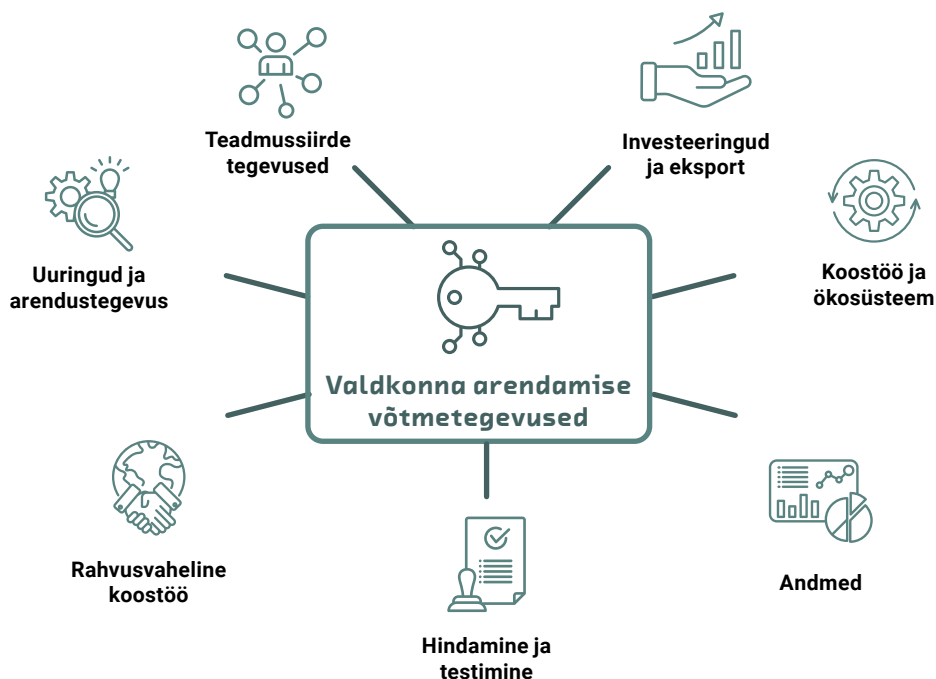 Teadmussiirde
tegevused
Investeeringud
ja eksport
Uuringud ja
arendustegevus
Koostöö ja
ökosüsteem
Valdkonna arendamise
võtmetegevused
Rahvusvaheline
koostöö
Andmed
Hindamine ja
testimine